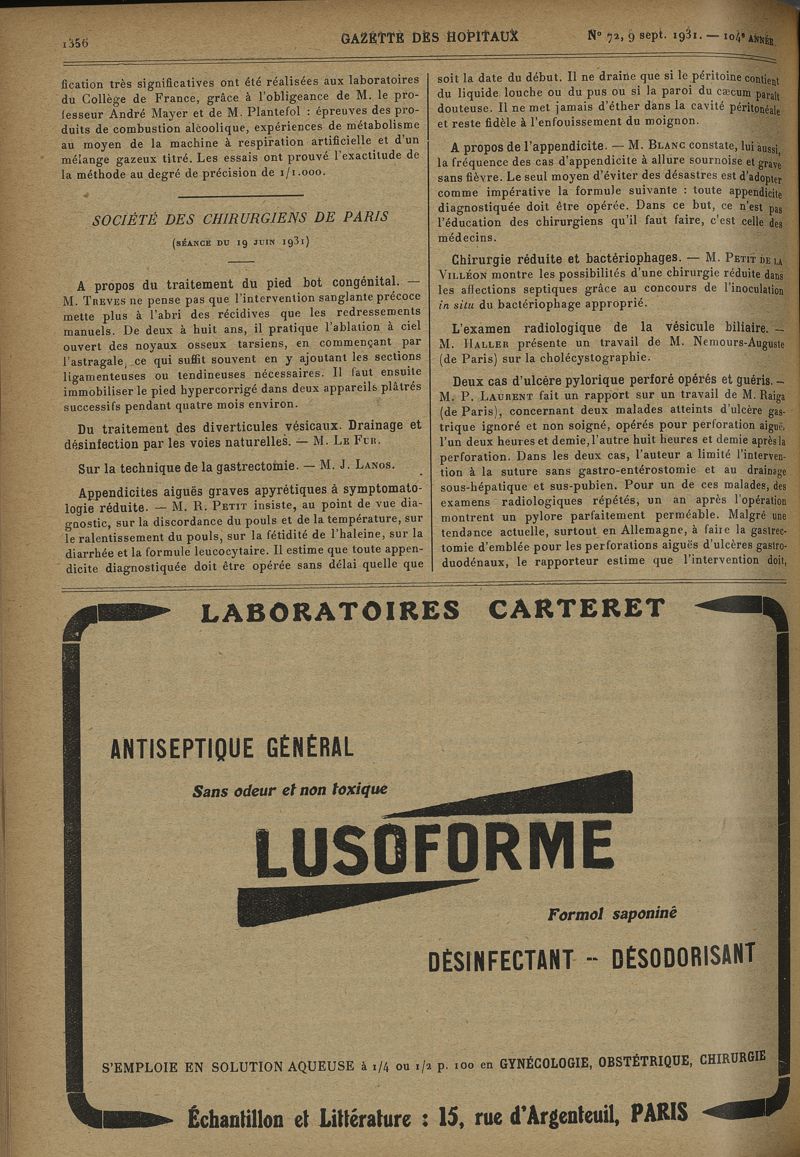 1356
GAZETTE DES HOPITAUX
N° 72, 9 sept. 1931. — 104e ANNÉE
fication très significatives ont été réalisées aux laboratoires
du Collège de France, grâce à l'obligeance de M. le pro-
fesseur André Mayer et de M. Plantefol : épreuves des pro-
duits de combustion alcoolique, expériences de métabolisme
au moyen de la machine à respiration artificielle et d'un
mélange gazeux titré. Les essais ont prouvé l'exactitude de
la méthode au degré de précision de 1/1.000.
SOCIÉTÉ DES CHIRURGIENS DE PARIS
(SÉANCE DU 19 JUIN 1931)
A propos du traitement du pied bot congénital. —
M. TREVES ne pense pas que l'intervention sanglante précoce
mette plus à l'abri des récidives que les redressements
manuels. De deux à huit ans, il pratique l'ablation à ciel
ouvert des noyaux osseux tarsiens, en commençant par
l'astragale, ce qui suffit souvent en y ajoutant les sections
ligamenteuses ou tendineuses nécessaires. Il faut ensuite
immobiliser le pied hypercorrigé dans deux appareils plâtrés
successifs pendant quatre mois environ.
Du traitement des diverticules vésicaux. Drainage et
désinfection par les voies naturelles. — M. LE FUR.
Sur la technique de la gastrectomie. — M. J. LANOS.
Appendicites aiguës graves apyrétiques à symptomato-
logie réduite. — M. R. PETIT insiste, au point de vue dia-
gnostic, sur la discordance du pouls et de la température, sur
le ralentissement du pouls, sur la fétidité de l'haleine, sur la
diarrhée et la formule leucocytaire. Il estime que toute appen-
dicite diagnostiquée doit être opérée sans délai quelle que
soit la date du début. Il ne draine que si le péritoine contient
du liquide louche ou du pus ou si la paroi du cæcum paraît
douteuse. Il ne met jamais d'éther dans la cavité péritonéale
et reste fidèle à l'enfouissement du moignon.
A propos de l'appendicite. — M. BLANC constate, lui aussi,
la fréquence des cas d'appendicite à allure sournoise et grave
sans fièvre. Le seul moyen d'éviter des désastres est d'adopter
comme impérative la formule suivante : toute appendicite
diagnostiquée doit être opérée. Dans ce but, ce n'est pas
l'éducation des chirurgiens qu'il faut faire, c'est celle des
médecins.
Chirurgie réduite et bactériophages. — M. PETIT DE LA
VILLÉON montre les possibilités d'une chirurgie réduite dans
les affections septiques grâce au concours de l'inoculation
in situ du bactériophage approprié.
L'examen radiologique de la vésicule biliaire. —
M. HALLER présente un travail de M. Nemours-Auguste
(de Paris) sur la cholécystographie.
Deux cas d'ulcère pylorique perforé opérés et guéris. —
M. P. LAURENT fait un rapport sur un travail de M. Raiga
(de Paris), concernant deux malades atteints d'ulcère gas-
trique ignoré et non soigné, opérés pour perforation aiguë,
l'un deux heures et demie, l'autre huit heures et demie après la
perforation. Dans les deux cas, l'auteur a limité l'interven-
tion à la suture sans gastro-entérostomie et au drainage
sous-hépatique et sus-pubien. Pour un de ces malades, des
examens radiologiques répétés, un an après l'opération
montrent un pylore parfaitement perméable. Malgré une
tendance actuelle, surtout en Allemagne, à faire la gastrec-
tomie d'emblée pour les perforations aiguës d'ulcères gastro-
duodénaux, le rapporteur estime que l'intervention doit,
LABORATOIRES CARTERET
ANTISEPTIQUE GÉNÉRAL
Sans odeur et non toxique
LUSOFORME
Formol saponiné
DÉSINFECTANT -- DÉSODORISANT
S'EMPLOIE EN SOLUTION AQUEUSE à 1/4 ou 1/2 p. 100 en GYNÉCOLOGIE, OBSTÉTRIQUE, CHIRURGIE
Échantillon et Littérature : 15, rue d'Argenteuil, PARIS